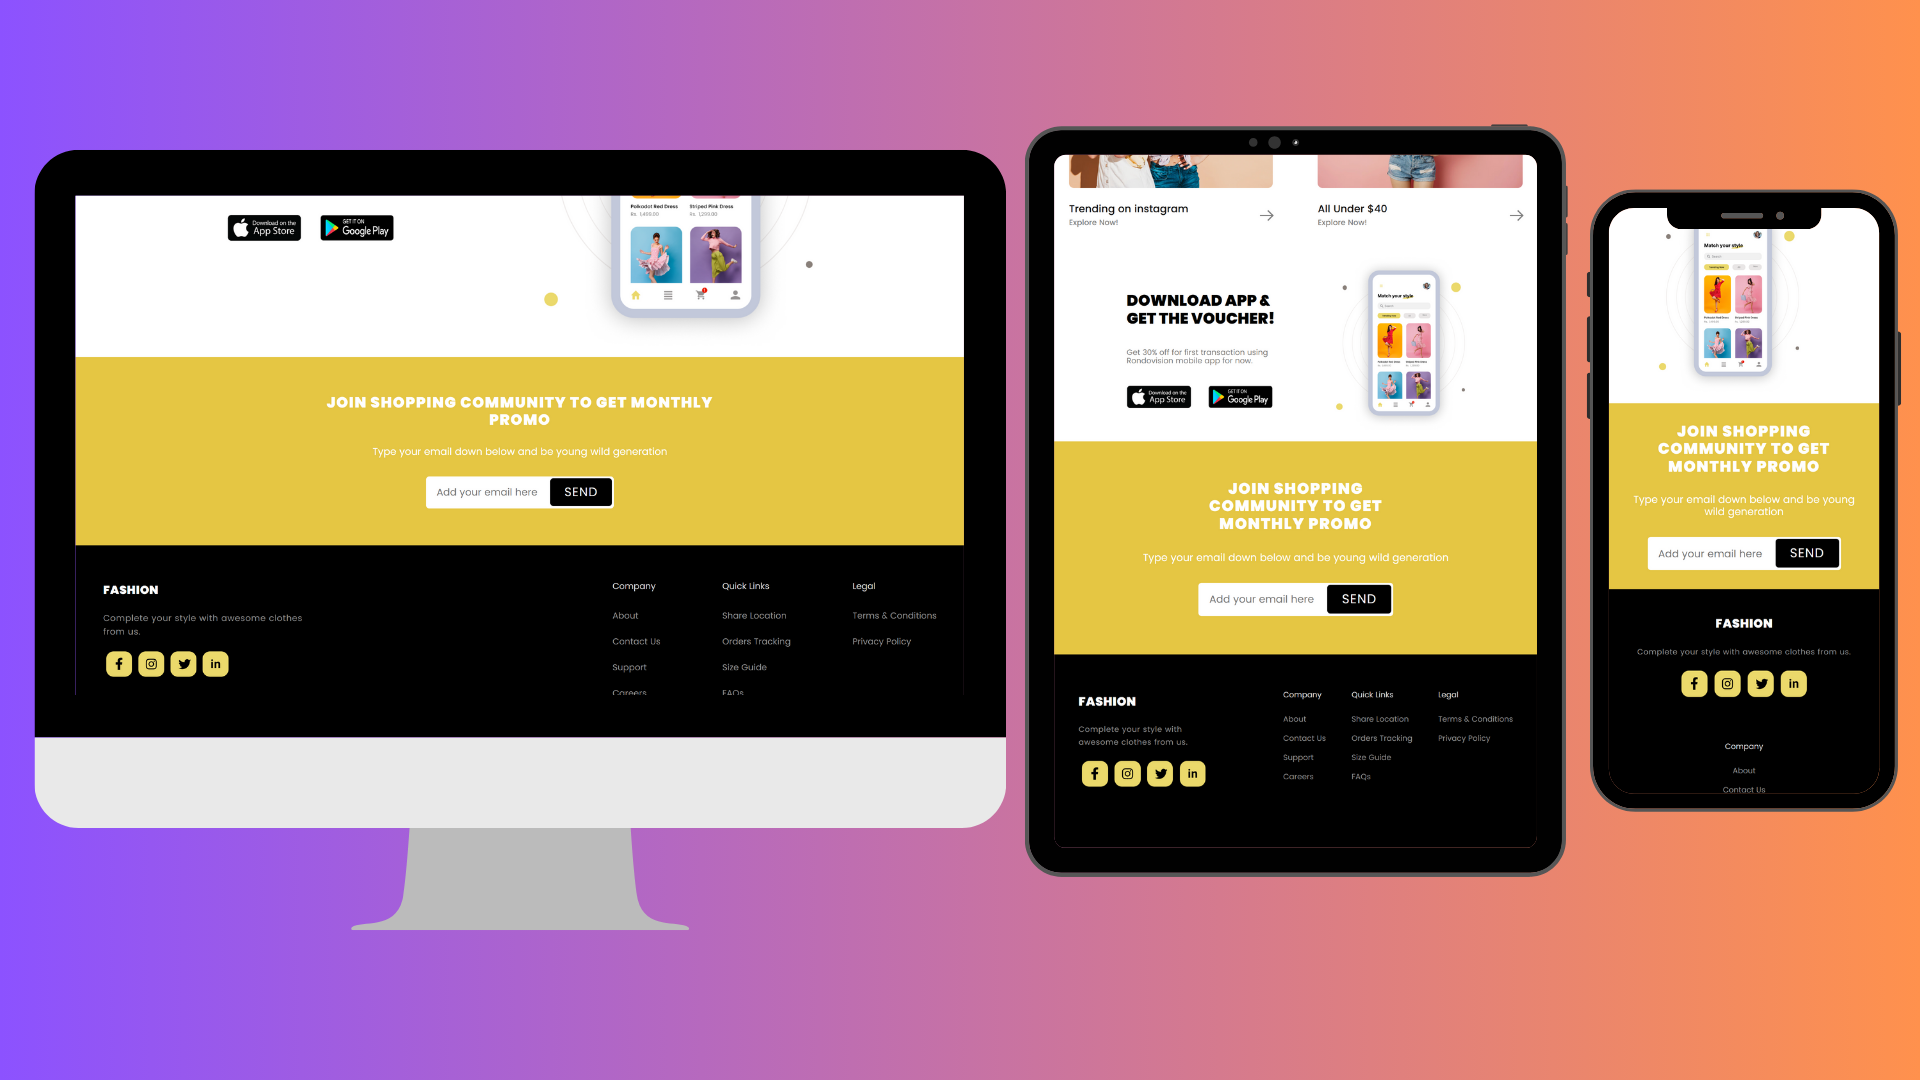 Download on the
App Store
GET IT ON
Google Play
Polkadot Red Dress
Rs. 1,499.00
Striped Pink Dress
Rs. 1,299.00
JOIN SHOPPING COMMUNITY TO GET MONTHLY
PROMO
Type your email down below and be young wild generation
Add your email here
SEND
FASHION
Complete your style with awesome clothes
from us.
in
Company
About
Contact Us
Support
Careers
Quick Links
Share Location
Orders Tracking
Size Guide
FAQs
Legal
Terms & Conditions
Privacy Policy
Trending on instagram
Explore Now!
All Under $40
Explore Now!
DOWNLOAD APP &
GET THE VOUCHER!
Get 30% off for first transaction using
Rondovision mobile app for now.
Download on the
App Store
GET IT ON
Google Play
Match your style
JOIN SHOPPING
COMMUNITY TO GET
MONTHLY PROMO
Type your email down below and be young wild generation
Add your email here
SEND
FASHION
Complete your style with
awesome clothes from us.
in
Company
About
Contact Us
Support
Careers
Quick Links
Share Location
Orders Tracking
Size Guide
FAQs
Legal
Terms & Conditions
Privacy Policy
Match your style
Search
JOIN SHOPPING
COMMUNITY TO GET
MONTHLY PROMO
Type your email down below and be young
wild generation
Add your email here
SEND
FASHION
Complete your style with awesome clothes from us.
in
Company
About
Contact Us